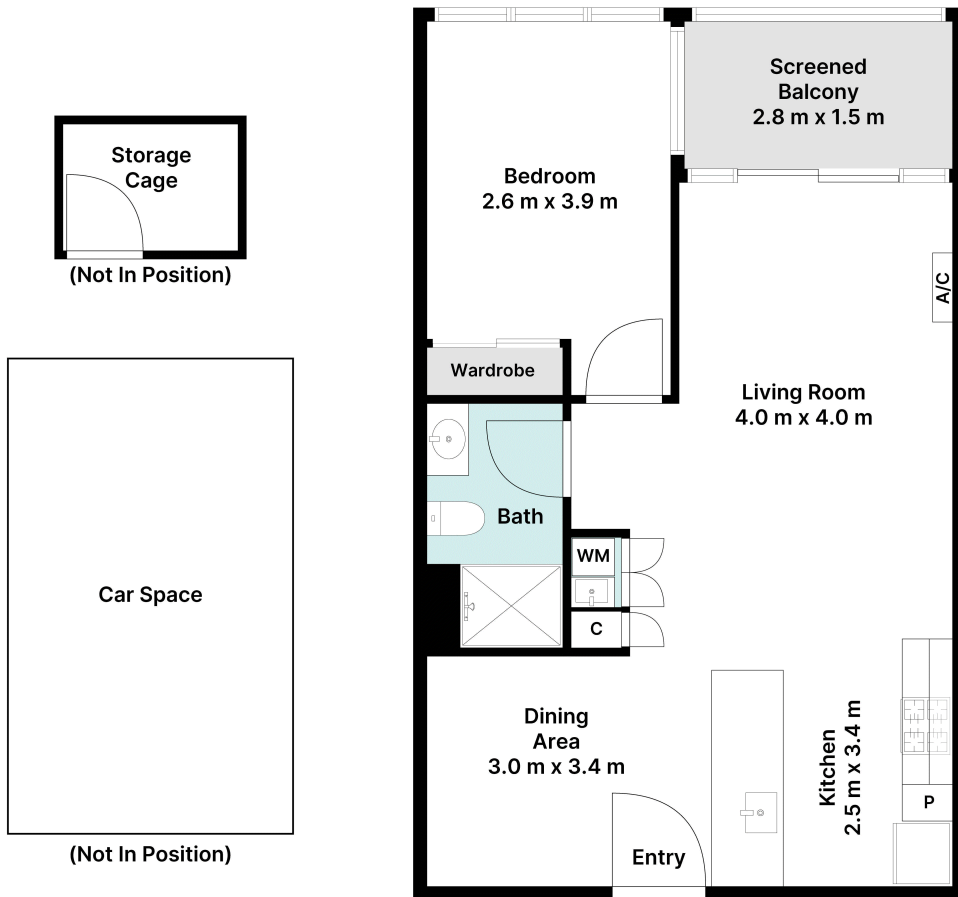 Screened
Balcony
2.8 m x 1.5 m
Storage
Cage
(Not In Position)
Bedroom
2.6 m x 3.9 m
A/C
Wardrobe
Living Room
4.0 m x 4.0 m
Bath
WM
C
Car Space
(Not In Position)
Dining
Area
3.0 m x 3.4 m
Kitchen
2.5 m x 3.4 m
P
Entry